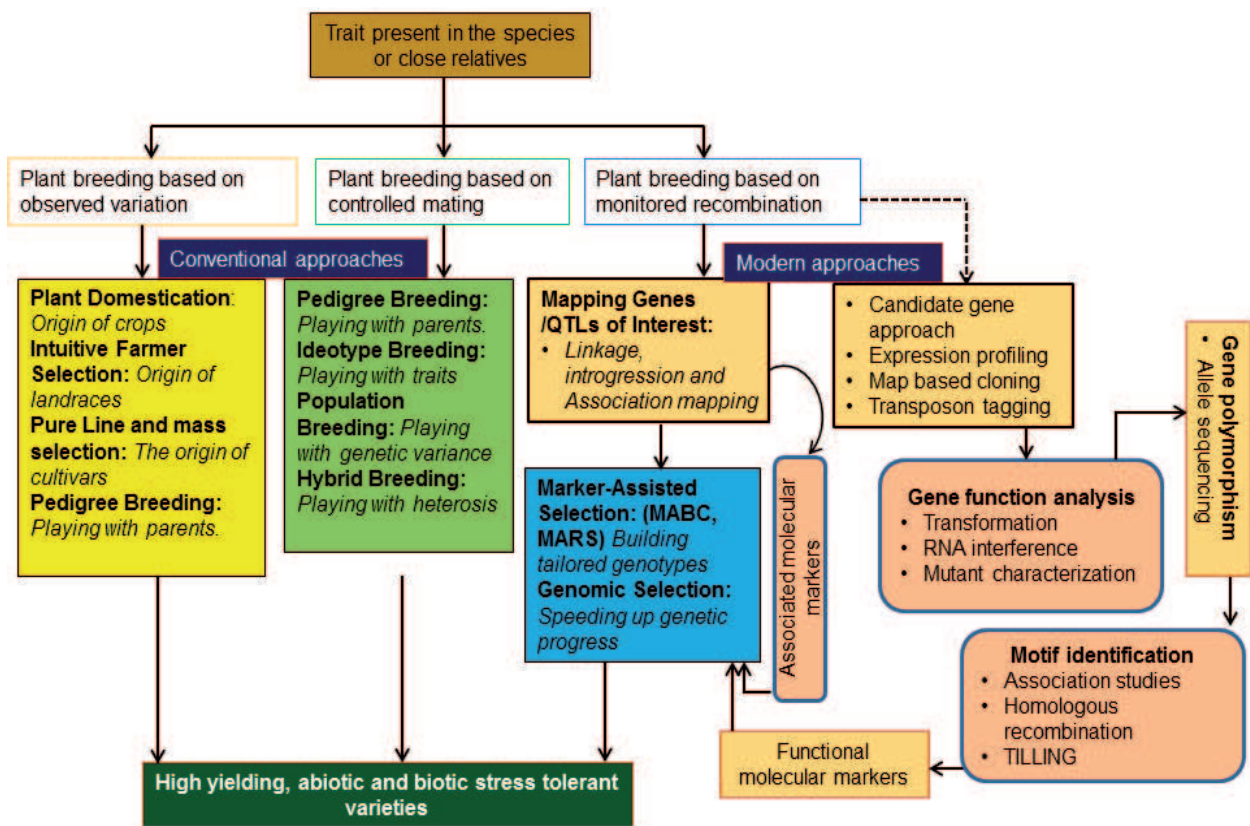 Trait present in the species
or close relatives
Plant breeding based on
observed variation
Plant breeding based on
controlled mating
Plant breeding based on
monitored recombination
Conventional approaches
Modern approaches
Plant Domestication:
Origin of crops
Intuitive Farmer
Selection: Origin of
landraces
Pure Line and mass
selection: The origin of
cultivars
Pedigree Breeding:
Playing with parents.
Pedigree Breeding:
Playing with parents.
Ideotype Breeding:
Playing with traits
Population
Breeding: Playing
with genetic variance
Hybrid Breeding:
Playing with heterosis
Mapping Genes
/QTLs of Interest:
• Linkage,
introgression and
Association mapping
• Candidate gene
approach
• Expression profiling
• Map based cloning
• Transposon tagging
Gene polymorphism
• Allele sequencing
Marker-Assisted
Selection: (MABC,
MARS) Building
tailored genotypes
Genomic Selection:
Speeding up genetic
progress
Associated molecular
markers
Gene function analysis
• Transformation
• RNA interference
• Mutant characterization
Motif identification
• Association studies
• Homologous
recombination
• TILLING
Functional
molecular markers
High yielding, abiotic and biotic stress tolerant
varieties